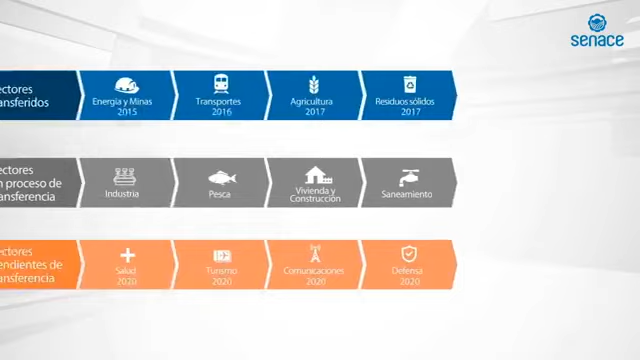 senace
ectores
ansferidos
Energía y Minas
2015
Transportes
2016
Agricultura
2017
Residuos sólidos
2017
ectores
n proceso de
ansferencia
Industria
Pesca
Vivienda y
Construcción
Saneamiento
ectores
endientes de
ansferencia
Salud
2020
Turismo
2020
Comunicaciones
2020
Defensa
2020